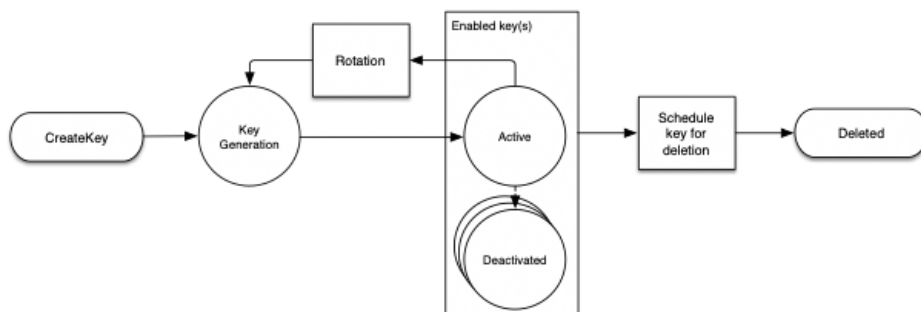 Enabled key(s)
Rotation
CreateKey
Key
Generation
Active
Schedule
key for
deletion
Deleted
Deactivated